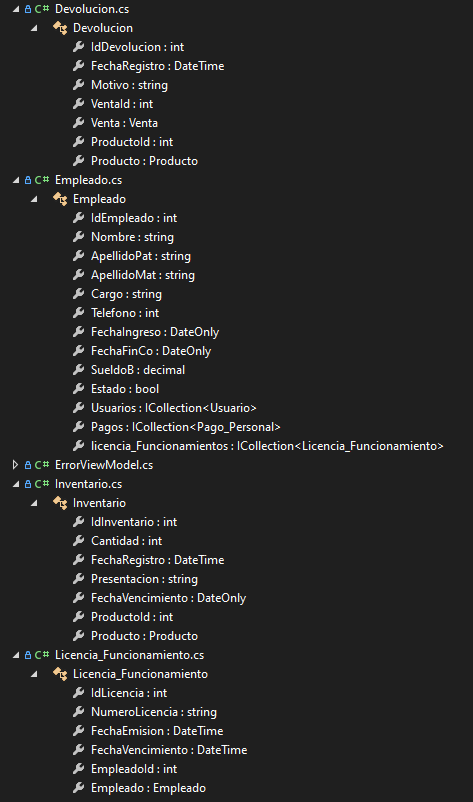 C# Devolucion.cs
Devolucion
IdDevolucion : int
FechaRegistro : DateTime
Motivo : string
VentaId : int
Venta : Venta
ProductoId : int
Producto : Producto
C# Empleado.cs
Empleado
IdEmpleado : int
Nombre : string
ApellidoPat : string
ApellidoMat : string
Cargo : string
Telefono : int
FechaIngreso : DateOnly
FechaFinCo : DateOnly
SueldoB : decimal
Estado : bool
Usuarios : ICollection<Usuario>
Pagos : ICollection<Pago_Personal>
licencia_Funcionamientos : ICollection<Licencia_Funcionamiento>
C# ErrorViewModel.cs
C# Inventario.cs
Inventario
IdInventario : int
Cantidad : int
FechaRegistro : DateTime
Presentacion : string
FechaVencimiento : DateOnly
ProductoId : int
Producto : Producto
C# Licencia_Funcionamiento.cs
Licencia_Funcionamiento
IdLicencia : int
NumeroLicencia : string
FechaEmision : DateTime
FechaVencimiento : DateTime
EmpleadoId : int
Empleado : Empleado